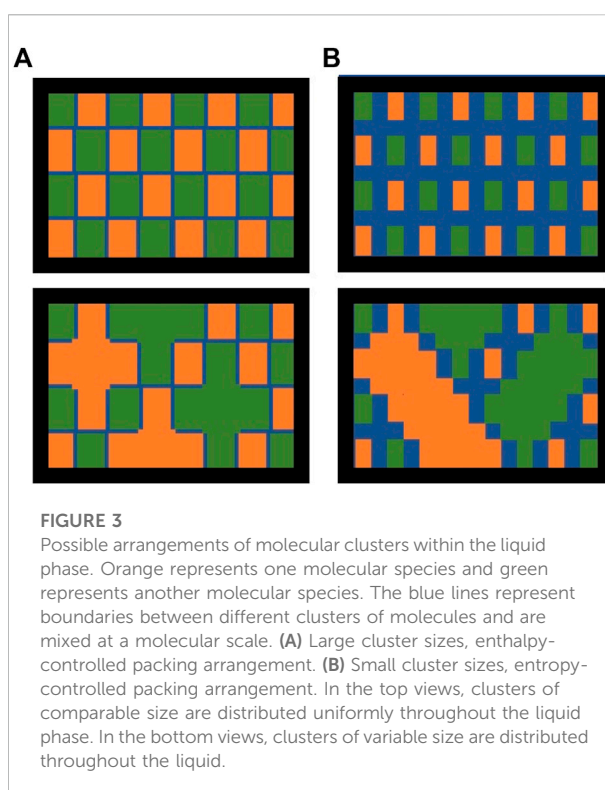 A
B
FIGURE 3
Possible arrangements of molecular clusters within the liquid
phase. Orange represents one molecular species and green
represents another molecular species. The blue lines represent
boundaries between different clusters of molecules and are
mixed at a molecular scale. (A) Large cluster sizes, enthalpy-
controlled packing arrangement. (B) Small cluster sizes, entropy-
controlled packing arrangement. In the top views, clusters of
comparable size are distributed uniformly throughout the liquid
phase. In the bottom views, clusters of variable size are distributed
throughout the liquid.